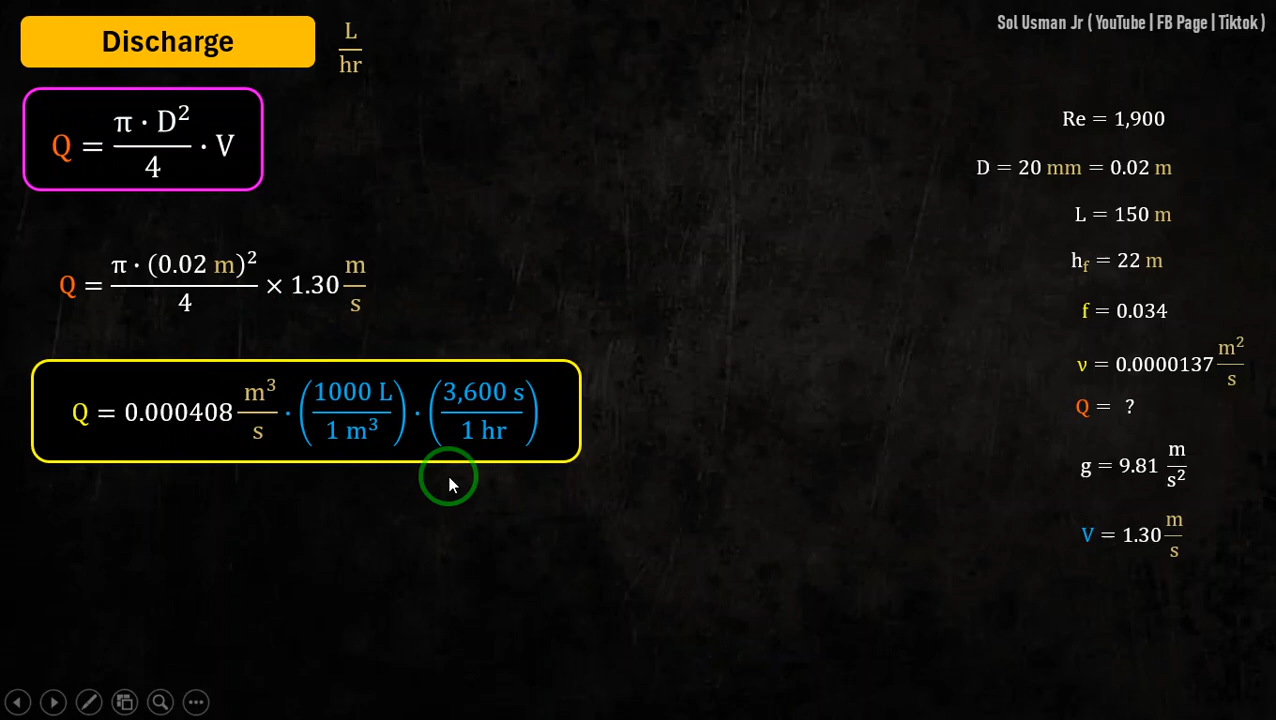 Sol Usman Jr ( YouTube | FB Page | Tiktok )
Discharge
L
hr
Q = π · D² / 4 · V
Q = π · (0.02 m)² / 4 × 1.30 m/s
Q = 0.000408 m³/s · (1000 L / 1 m³) · (3,600 s / 1 hr)
Re = 1,900
D = 20 mm = 0.02 m
L = 150 m
h_f = 22 m
f = 0.034
ν = 0.0000137 m²/s
Q = ?
g = 9.81 m/s²
V = 1.30 m/s